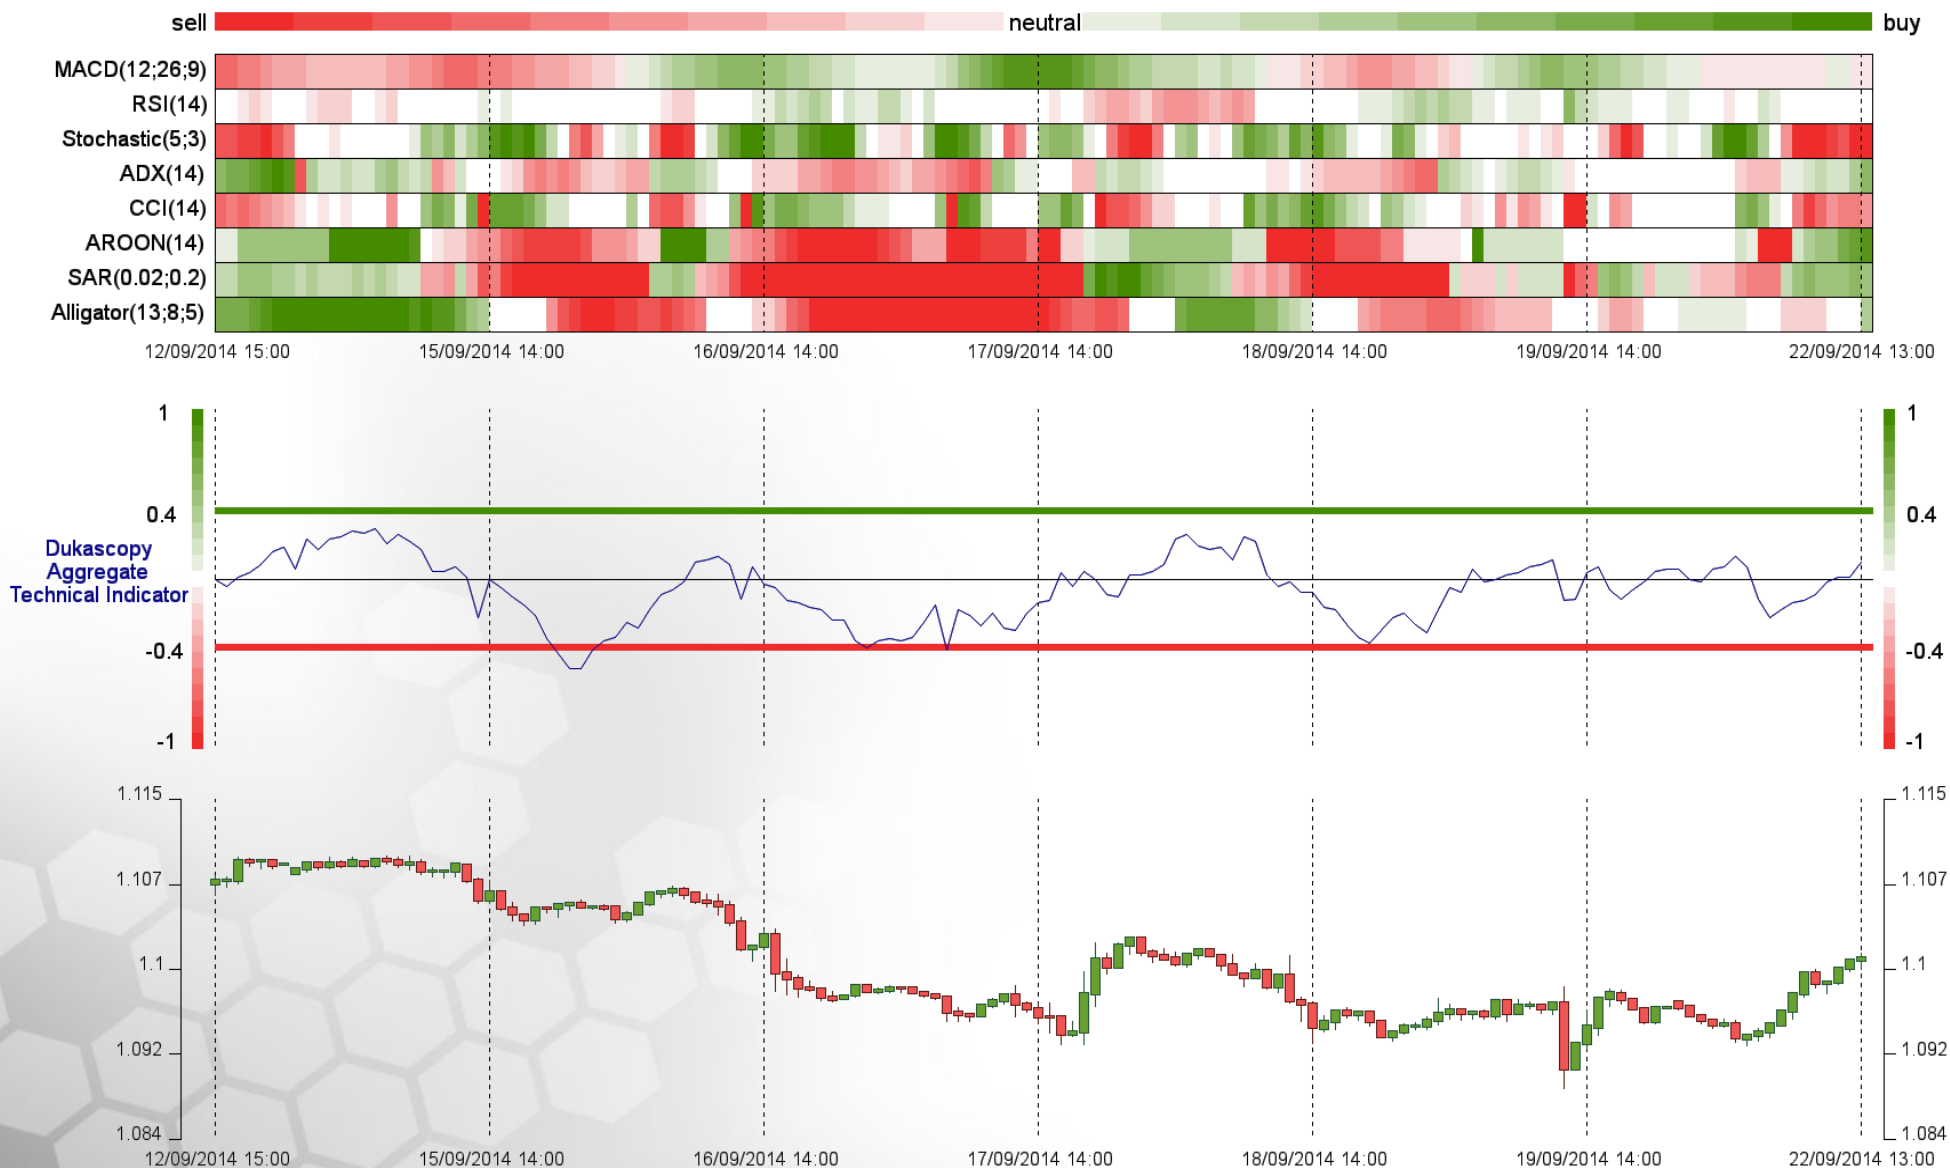 sell neutral buy
MACD(12;26;9)
RSI(14)
Stochastic(5;3)
ADX(14)
CCI(14)
AROON(14)
SAR(0.02;0.2)
Alligator(13;8;5)
12/09/2014 15:00 15/09/2014 14:00 16/09/2014 14:00 17/09/2014 14:00 18/09/2014 14:00 19/09/2014 14:00 22/09/2014 13:00
1 1
0.4 0.4
Dukascopy
Aggregate
Technical Indicator
-0.4 -0.4
-1 -1
1.115 1.115
1.107 1.107
1.1 1.1
1.092 1.092
1.084 1.084
12/09/2014 15:00 15/09/2014 14:00 16/09/2014 14:00 17/09/2014 14:00 18/09/2014 14:00 19/09/2014 14:00 22/09/2014 13:00